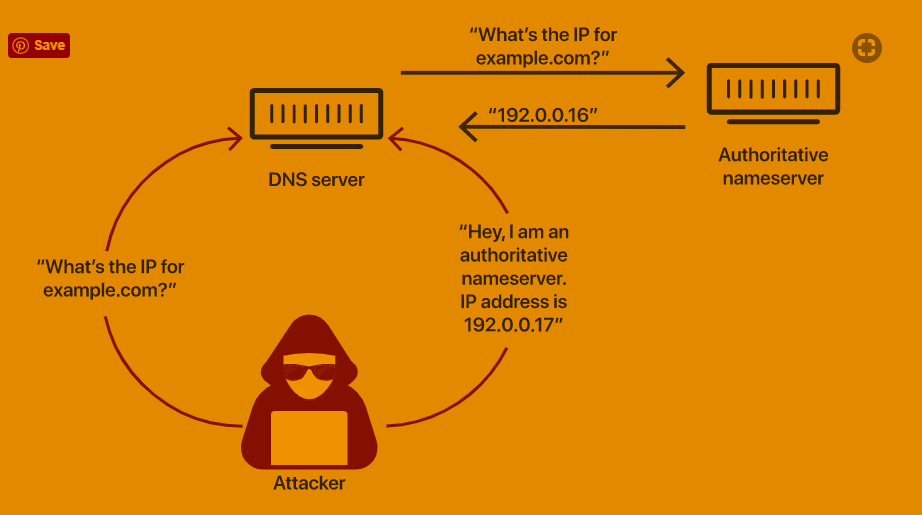 Save
“What’s the IP for
example.com?”
“192.0.0.16”
DNS server
Authoritative
nameserver
“What’s the IP for
example.com?”
“Hey, I am an
authoritative
nameserver.
IP address is
192.0.0.17”
Attacker